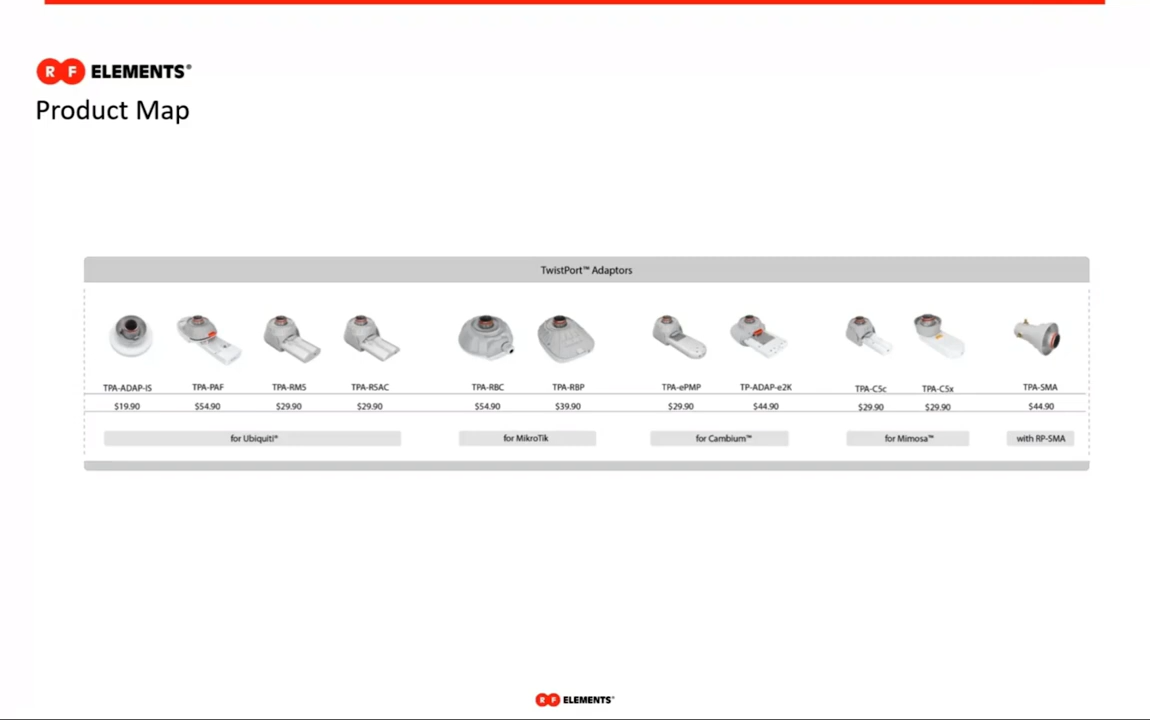 R F ELEMENTS®
Product Map
TwistPort™ Adaptors
TPA-ADAP-IS TPA-PAF TPA-RM5 TPA-R5AC TPA-RBC TPA-RBP TPA-ePMP TP-ADAP-e2K TPA-C5c TPA-C5x TPA-SMA
$19.90 $54.90 $29.90 $29.90 $54.90 $39.90 $29.90 $44.90 $29.90 $29.90 $44.90
for Ubiquiti® for MikroTik for Cambium™ for Mimosa™ with RP-SMA
R F ELEMENTS®